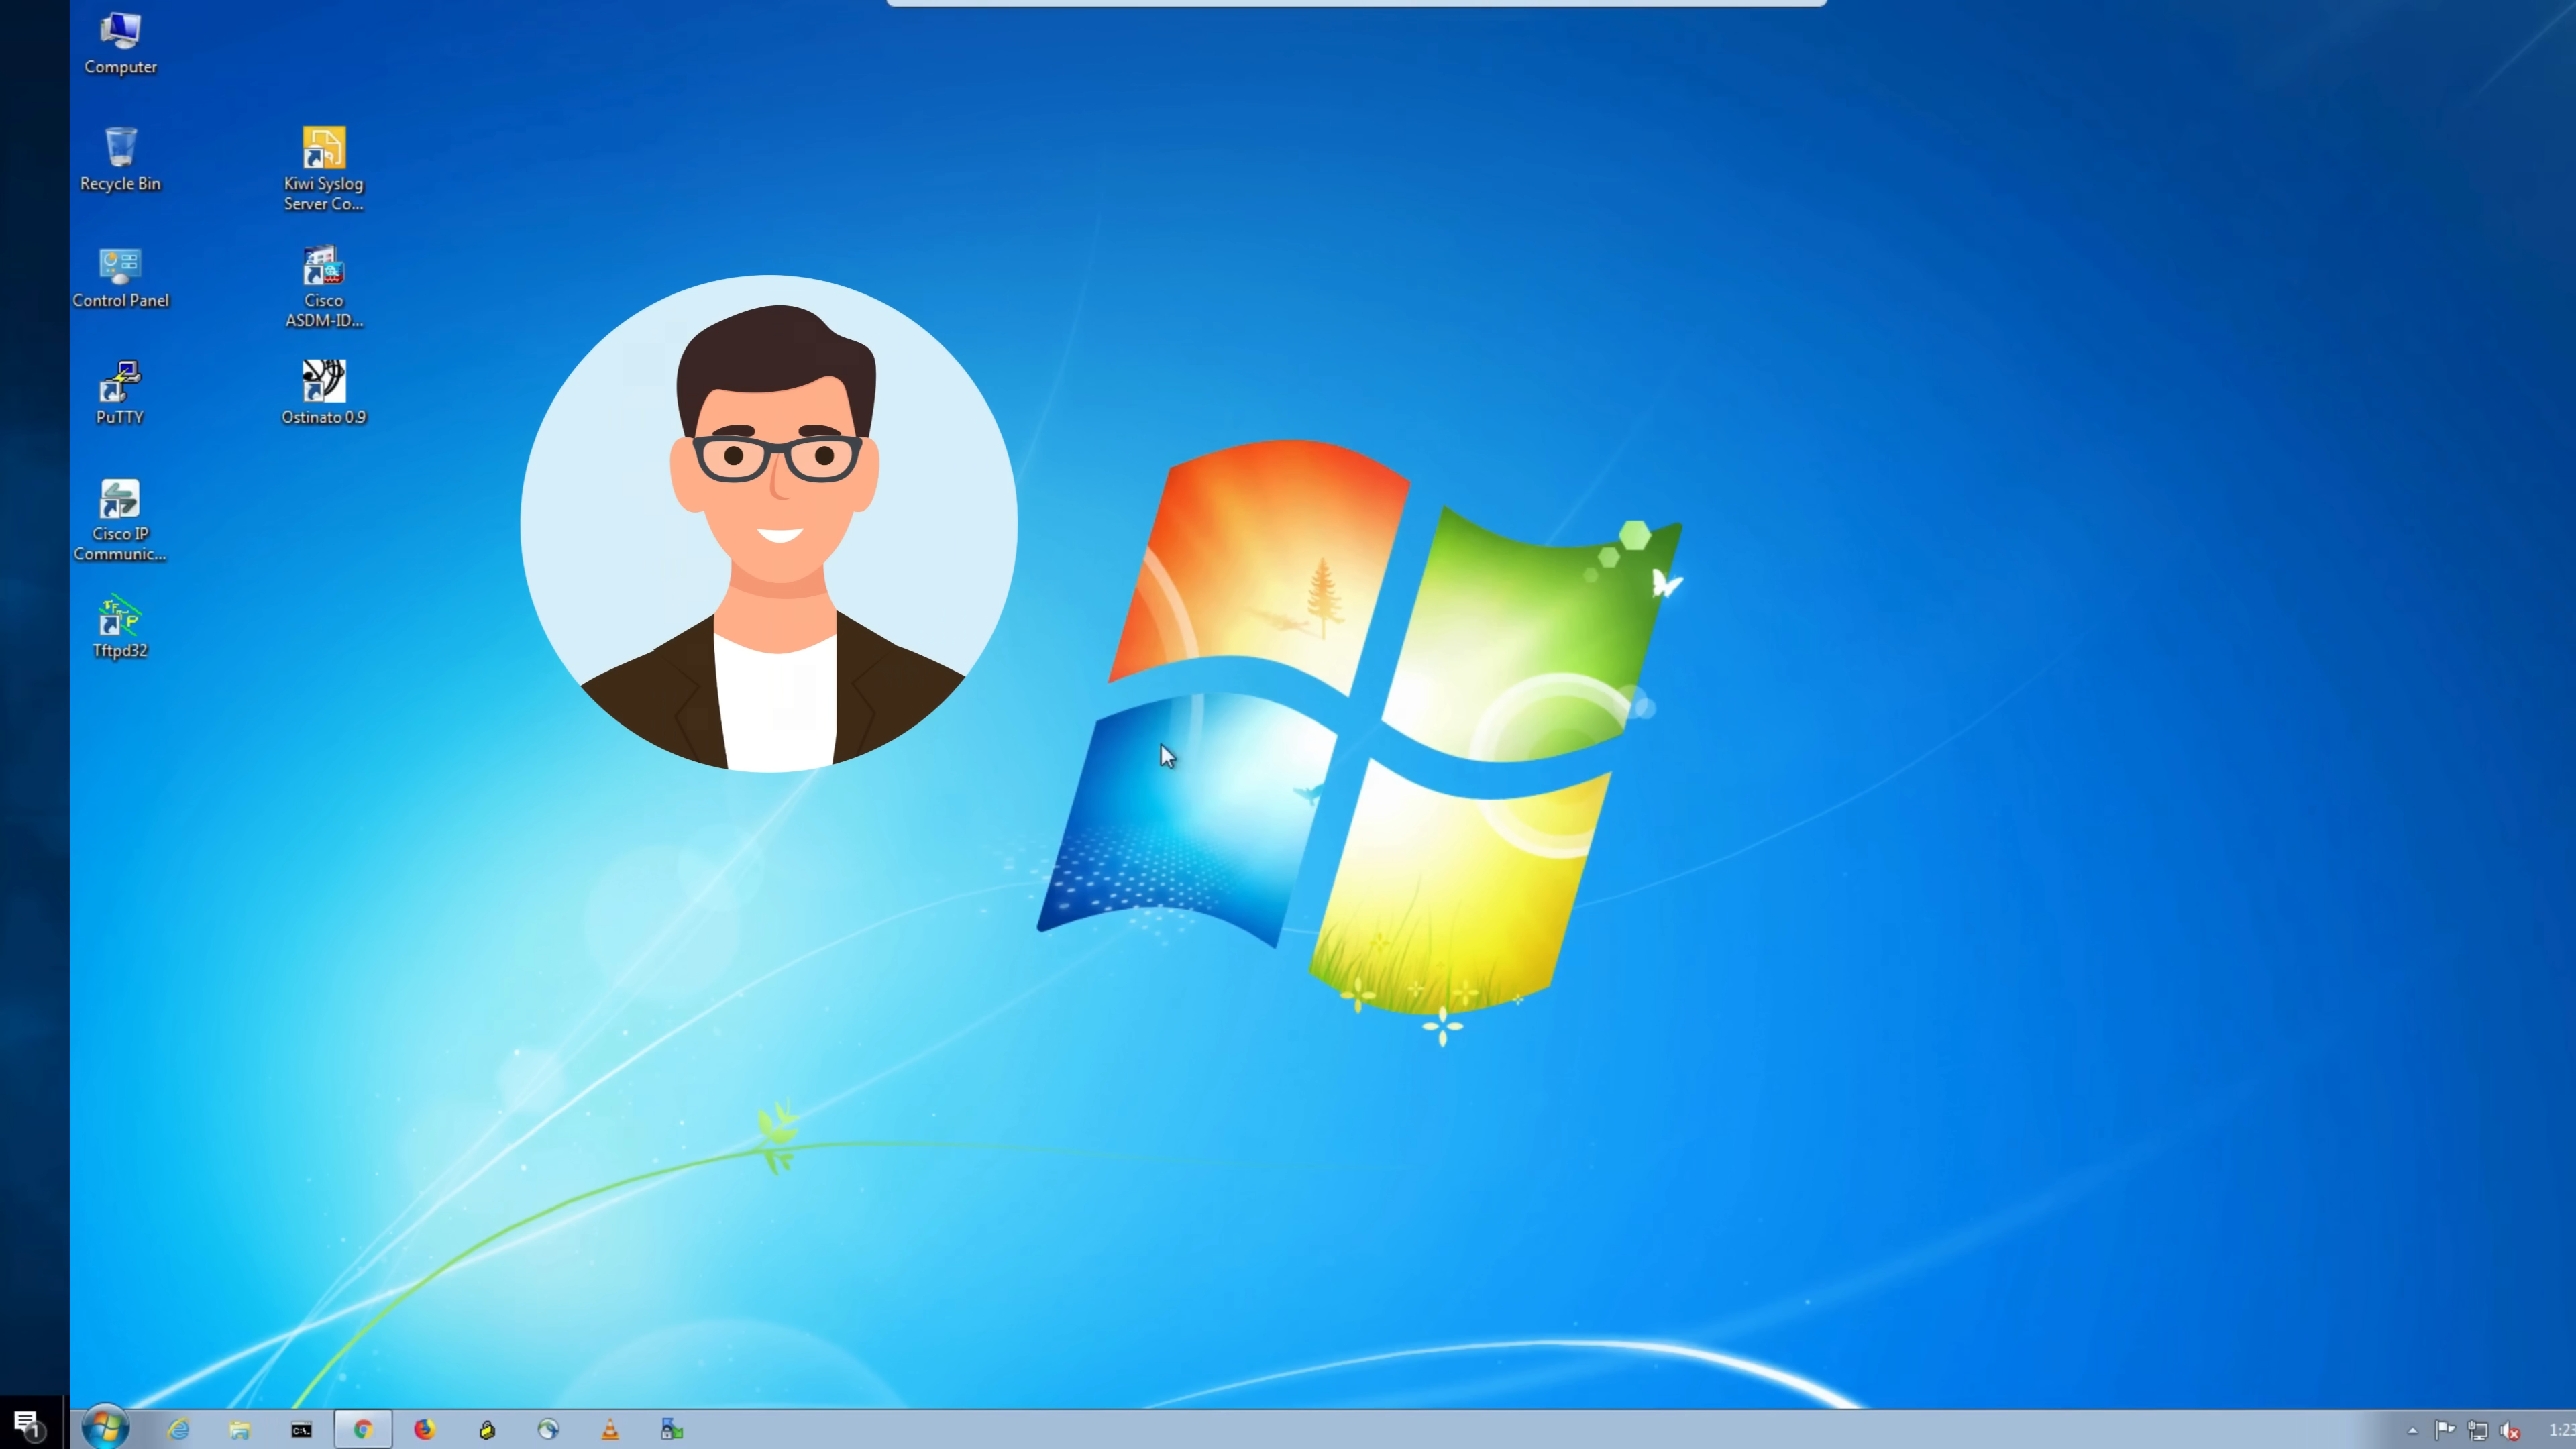 Computer
Recycle Bin
Control Panel
PuTTY
Cisco IP
Communic...
Tftpd32
Kiwi Syslog
Server Co...
Cisco
ASDM-ID...
Ostinato 0.9
C:\.
1